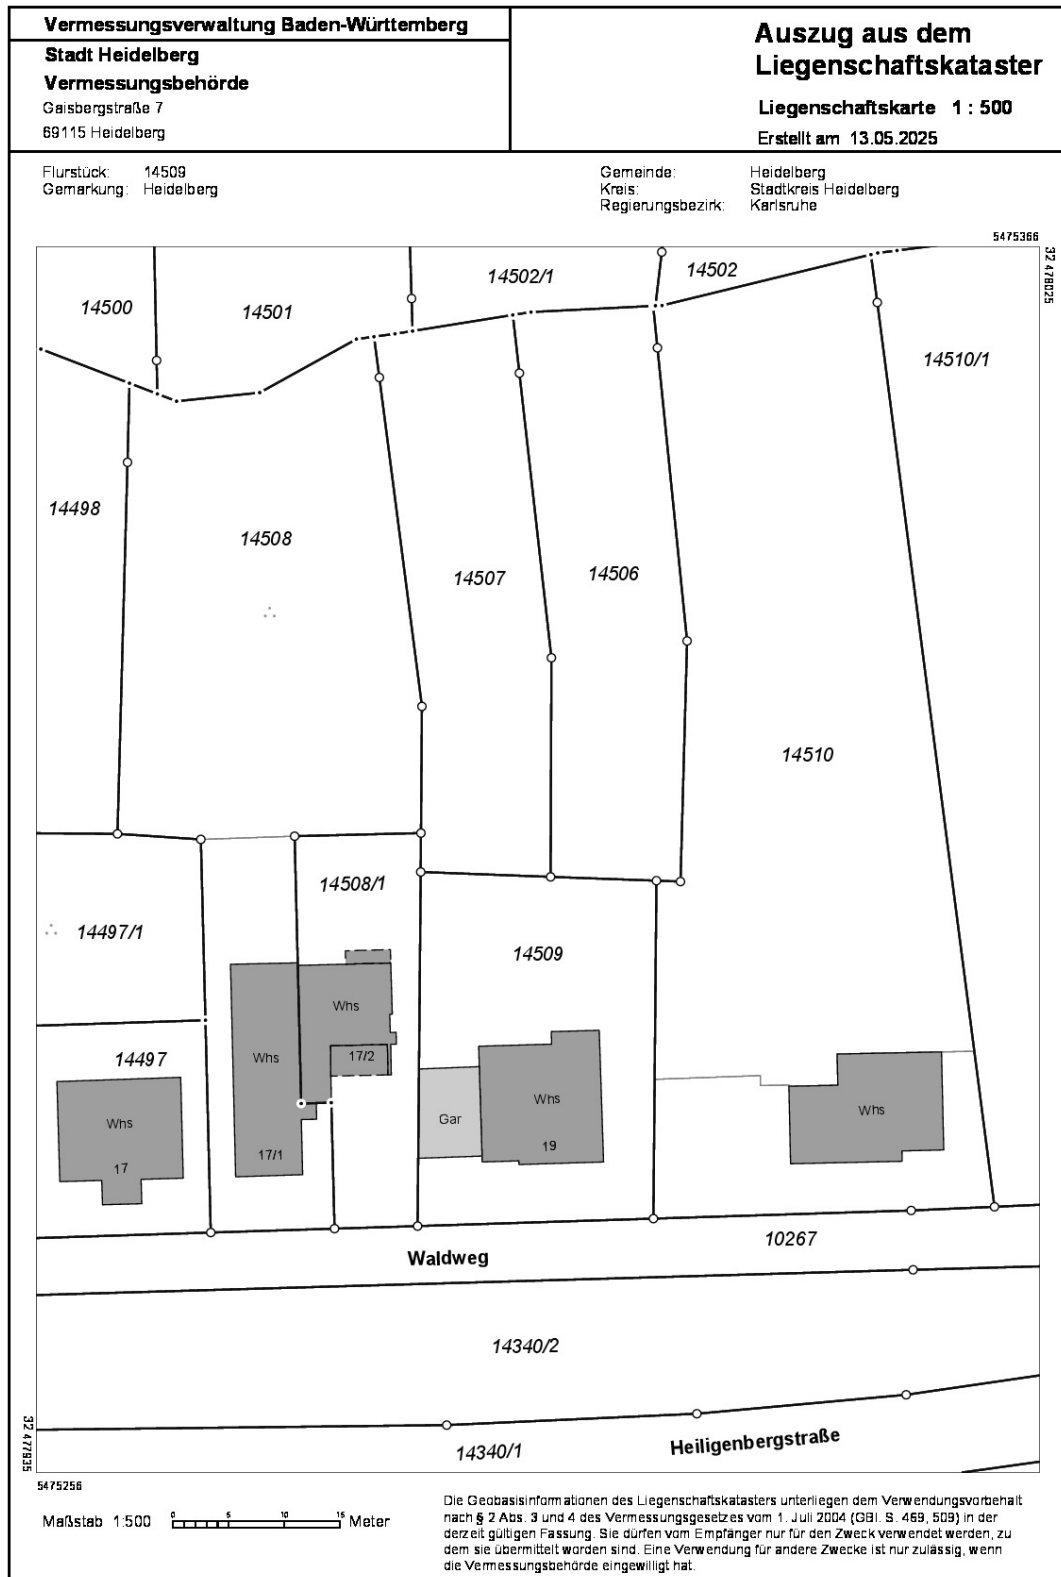 Vermessungsverwaltung Baden-Württemberg
Stadt Heidelberg
Vermessungsbehörde
Gaisbergstraße 7
69115 Heidelberg
Auszug aus dem
Liegenschaftskataster
Liegenschaftskarte 1 : 500
Erstellt am 13.05.2025
Flurstück: 14509
Gemarkung: Heidelberg
Gemeinde: Heidelberg
Kreis: Stadtkreis Heidelberg
Regierungsbezirk: Karlsruhe
5475366
32 478025
14502/1
14502
14500
14501
14510/1
14498
14508
14507
14506
14510
14508/1
14497/1
14509
Whs
17/2
14497
Whs
Whs
Whs
Whs
Gar
17
17/1
19
Waldweg
10267
14340/2
Heiligenbergstraße
14340/1
32 477935
5475256
Maßstab 1:500
0 5 10 15 Meter
Die Geobasisinformationen des Liegenschaftskatasters unterliegen dem Verwendungsvorbehalt
nach § 2 Abs. 3 und 4 des Vermessungsgesetzes vom 1. Juli 2004 (GBl. S. 469, 509) in der
derzeit gültigen Fassung. Sie dürfen vom Empfänger nur für den Zweck verwendet werden, zu
dem sie übermittelt worden sind. Eine Verwendung für andere Zwecke ist nur zulässig, wenn
die Vermessungsbehörde eingewilligt hat.